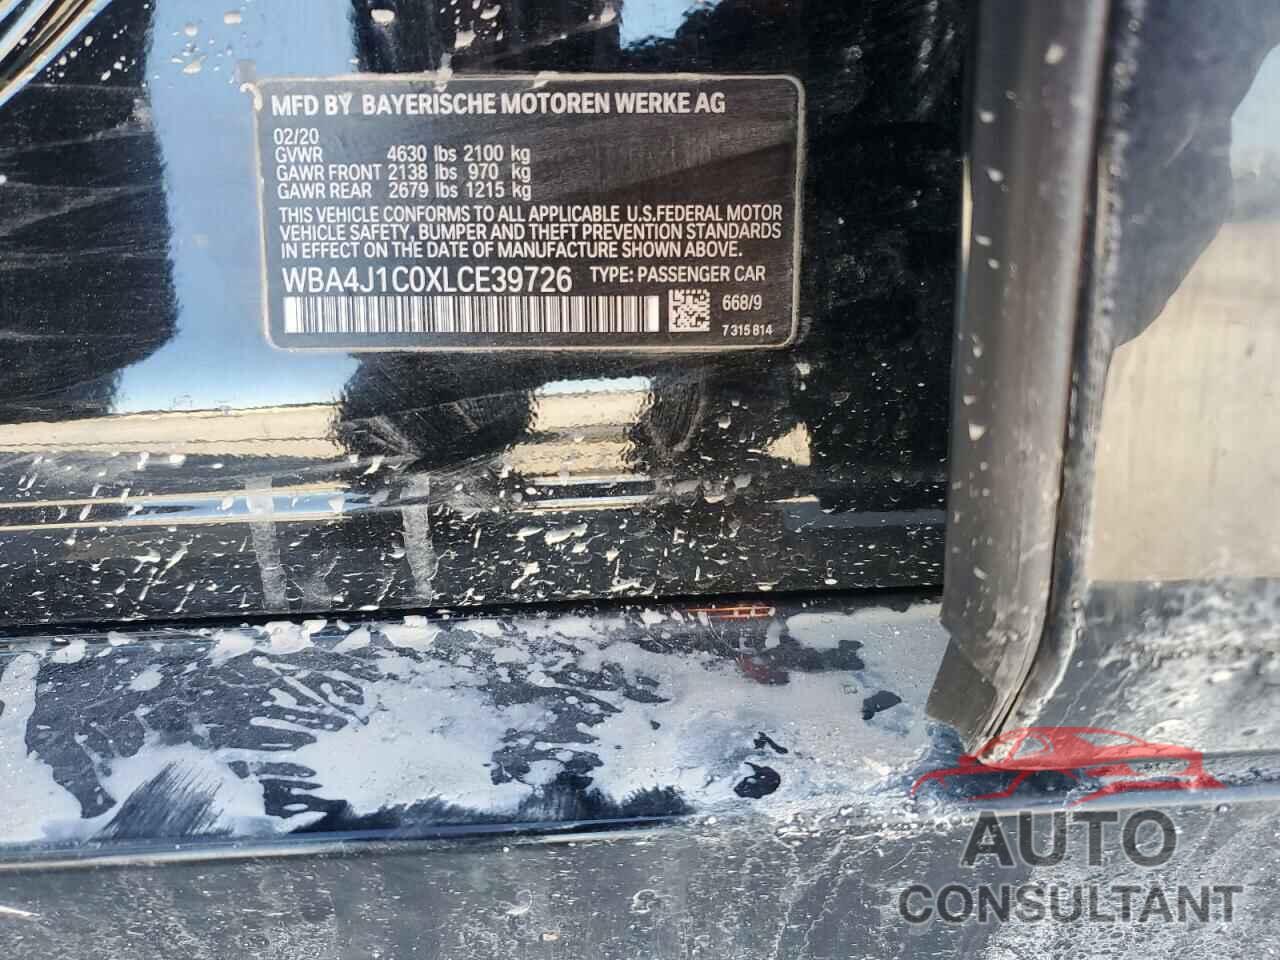 MFD BY BAYERISCHE MOTOREN WERKE AG
02/20
GVWR 4630 lbs 2100 kg
GAWR FRONT 2138 lbs 970 kg
GAWR REAR 2679 lbs 1215 kg
THIS VEHICLE CONFORMS TO ALL APPLICABLE U.S.FEDERAL MOTOR
VEHICLE SAFETY, BUMPER AND THEFT PREVENTION STANDARDS
IN EFFECT ON THE DATE OF MANUFACTURE SHOWN ABOVE.
WBA4J1C0XLCE39726 TYPE: PASSENGER CAR
668/9
7 315 814
AUTO
CONSULTANT